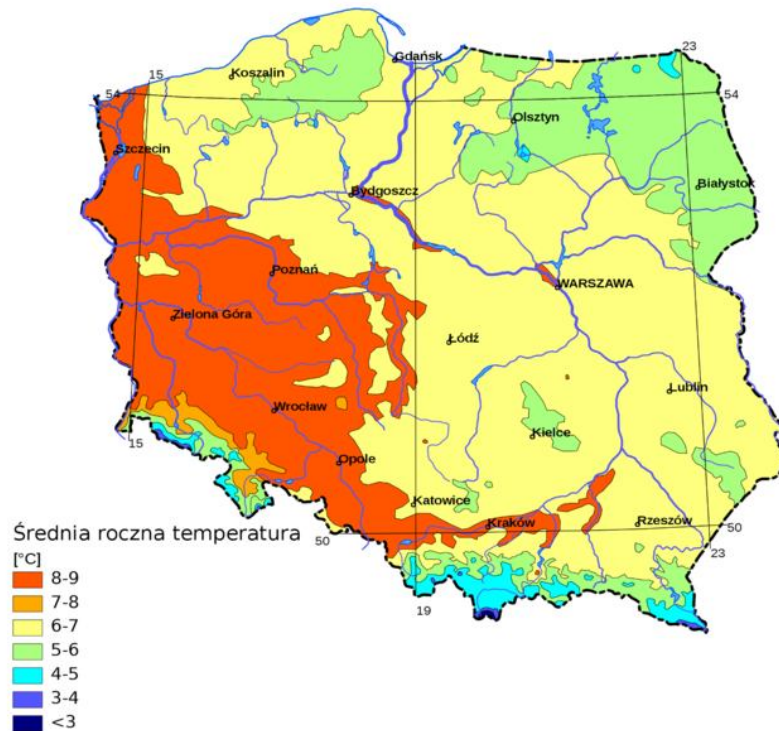 Gdańsk
23
Koszalin
15
54
54
Olsztyn
Szczecin
Białystok
Bydgoszcz
Poznań
WARSZAWA
Zielona Góra
Łódź
Lublin
Wrocław
Kielce
15
Opole
Katowice
Kraków
Rzeszów
50
50
23
19
Średnia roczna temperatura
[°C]
8-9
7-8
6-7
5-6
4-5
3-4
<3